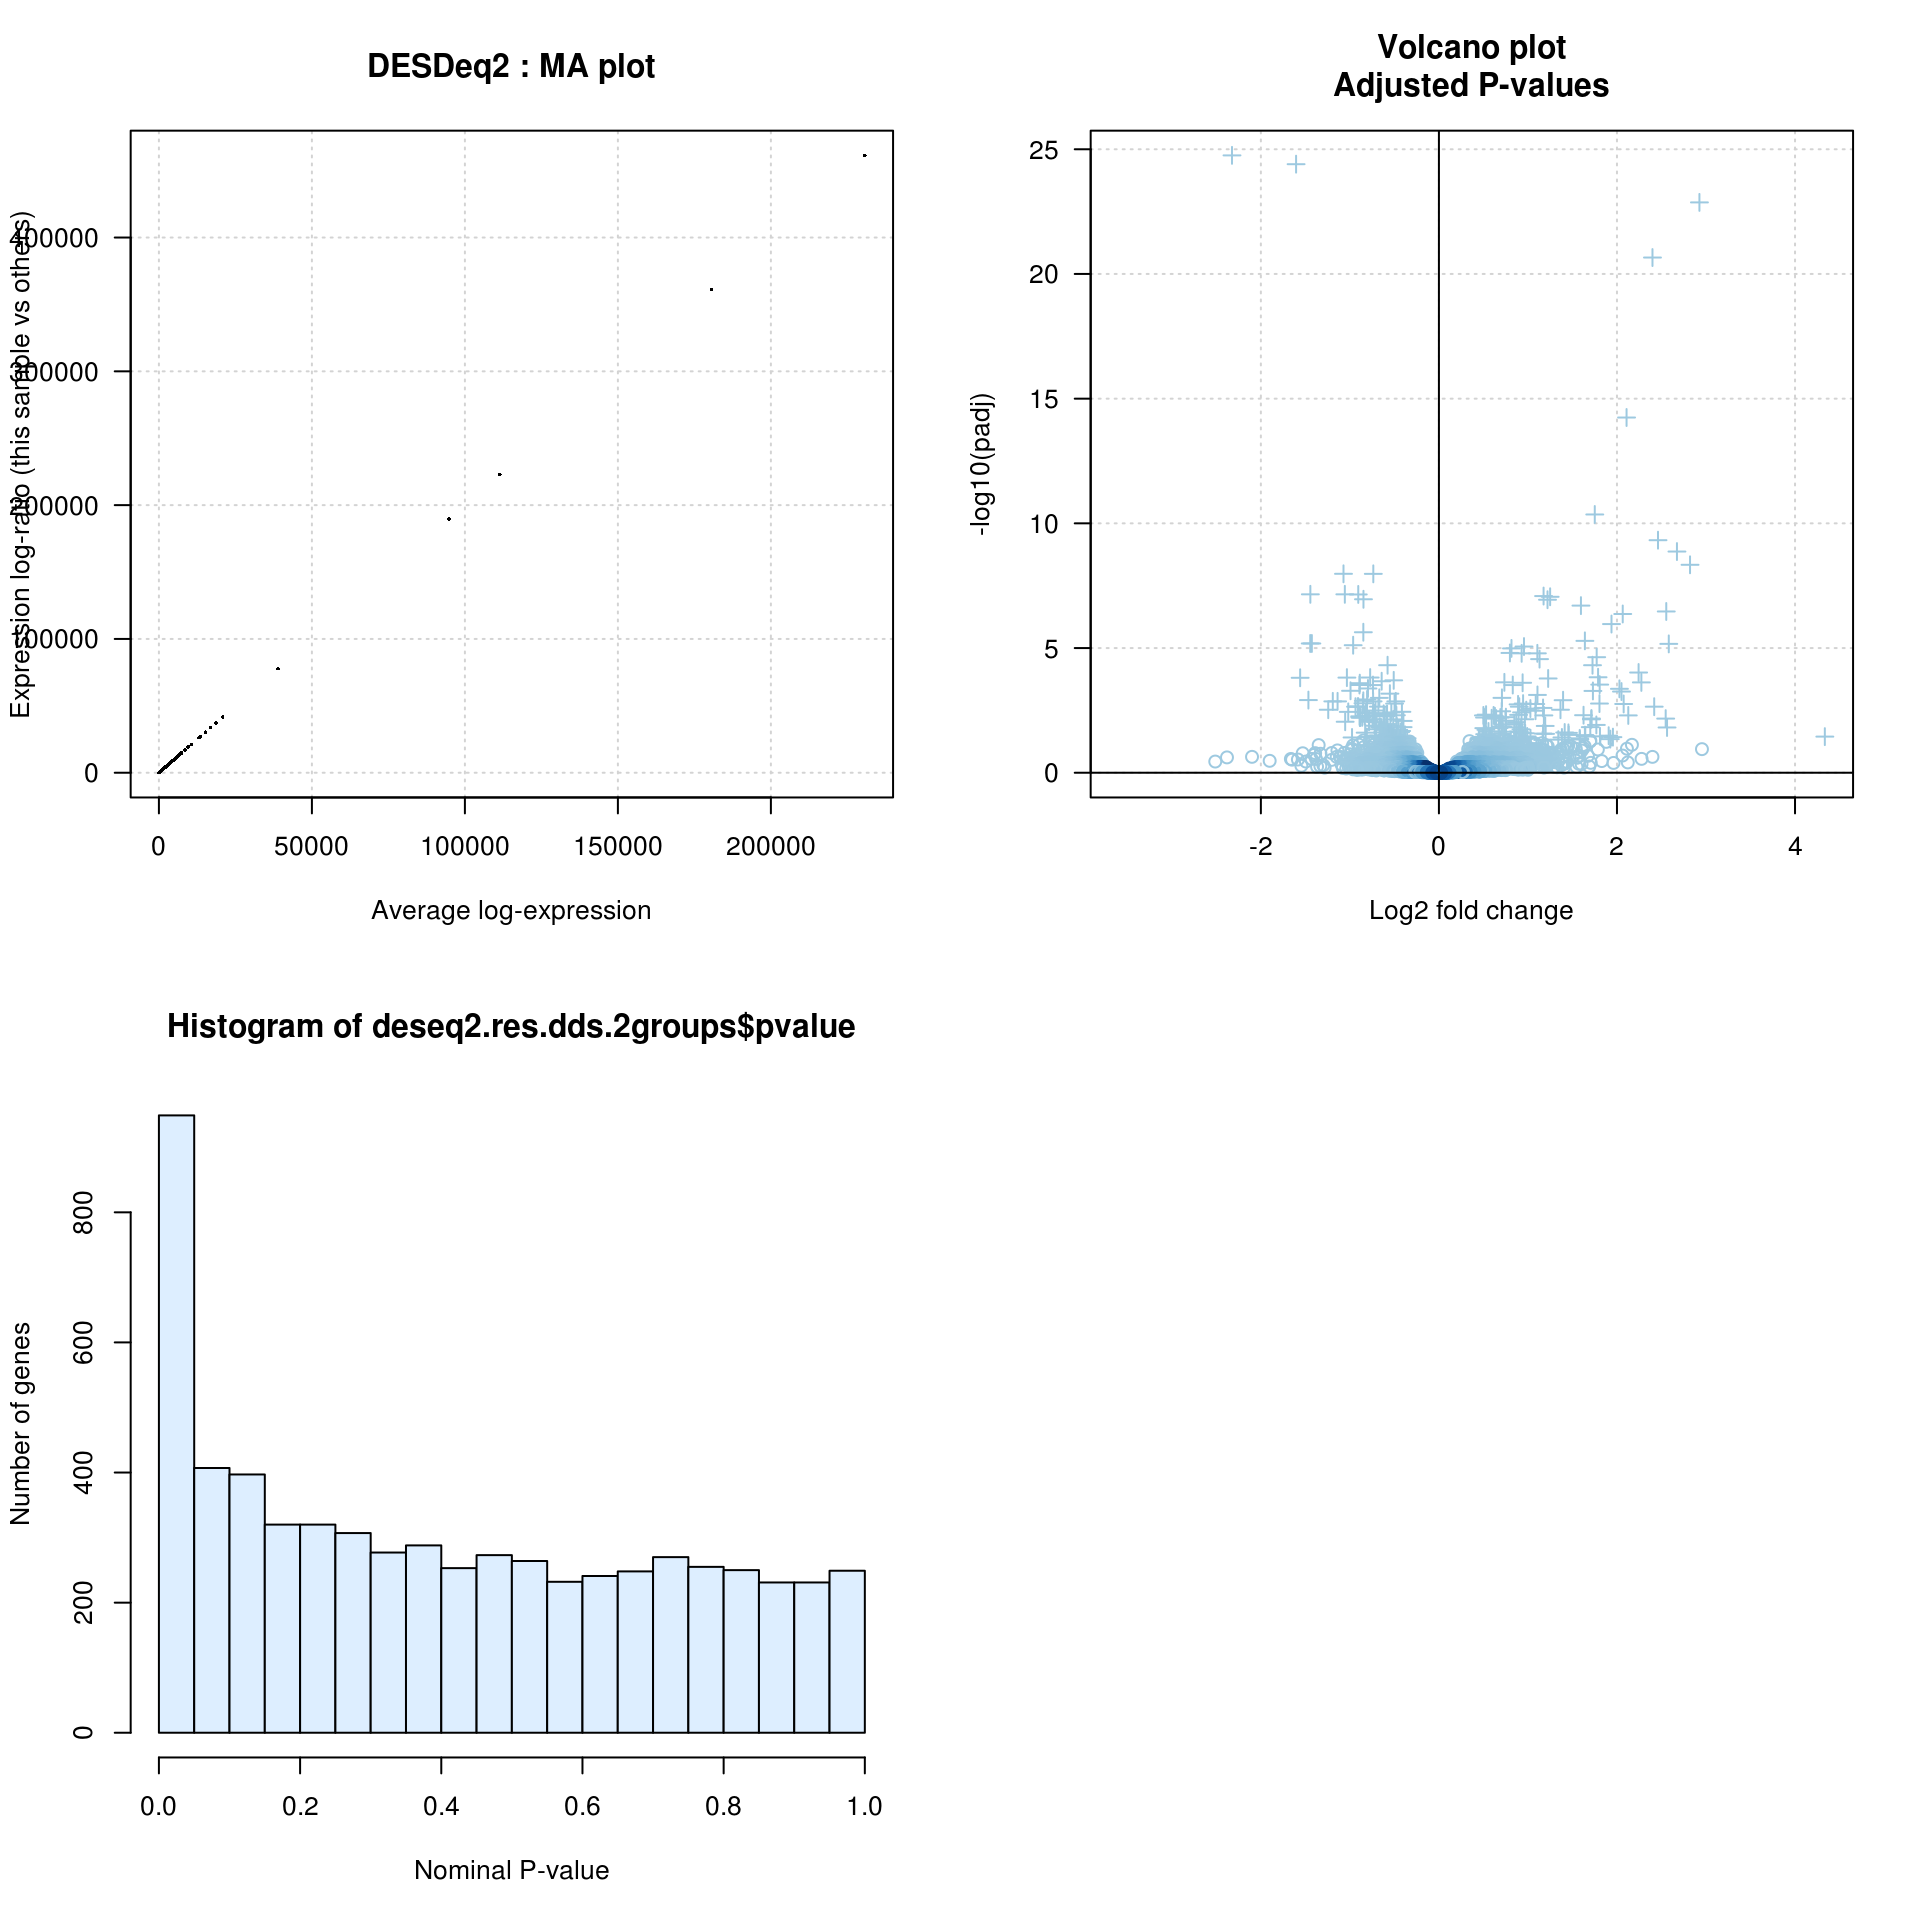 DESDeq2 : MA plot
Expression log-ratio (this sample vs others)
400000
300000
200000
100000
0
0 50000 100000 150000 200000
Average log-expression
Volcano plot
Adjusted P-values
-log10(padj)
25
20
15
10
5
0
-2 0 2 4
Log2 fold change
Histogram of deseq2.res.dds.2groups$pvalue
Number of genes
800
600
400
200
0
0.0 0.2 0.4 0.6 0.8 1.0
Nominal P-value